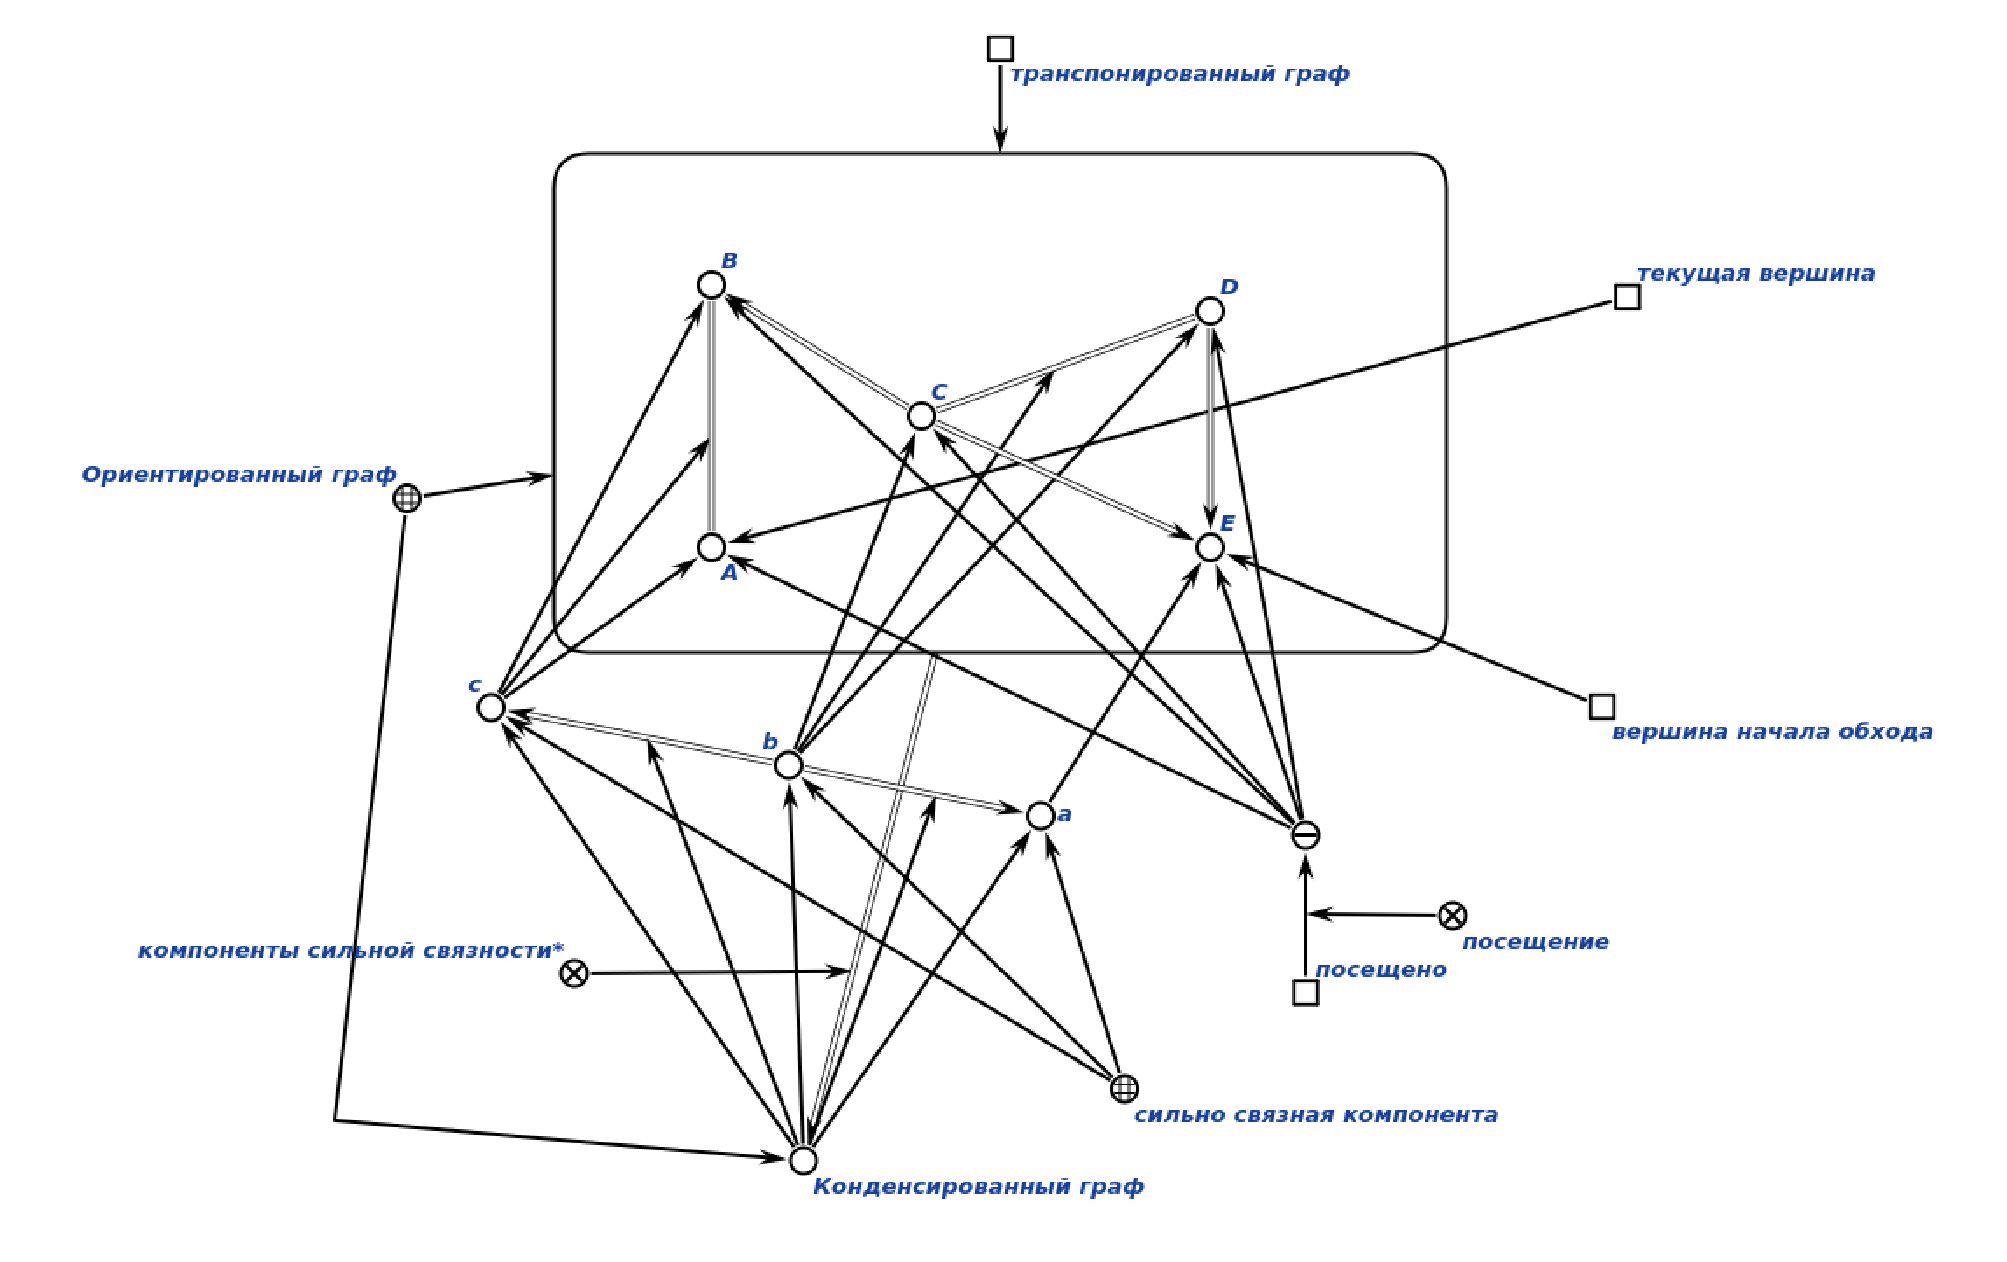 транспонированный граф
B
D
текущая вершина
C
Ориентированный граф
E
A
c
вершина начала обхода
b
a
компоненты сильной связности*
посещение
посещено
сильно связная компонента
Конденсированный граф